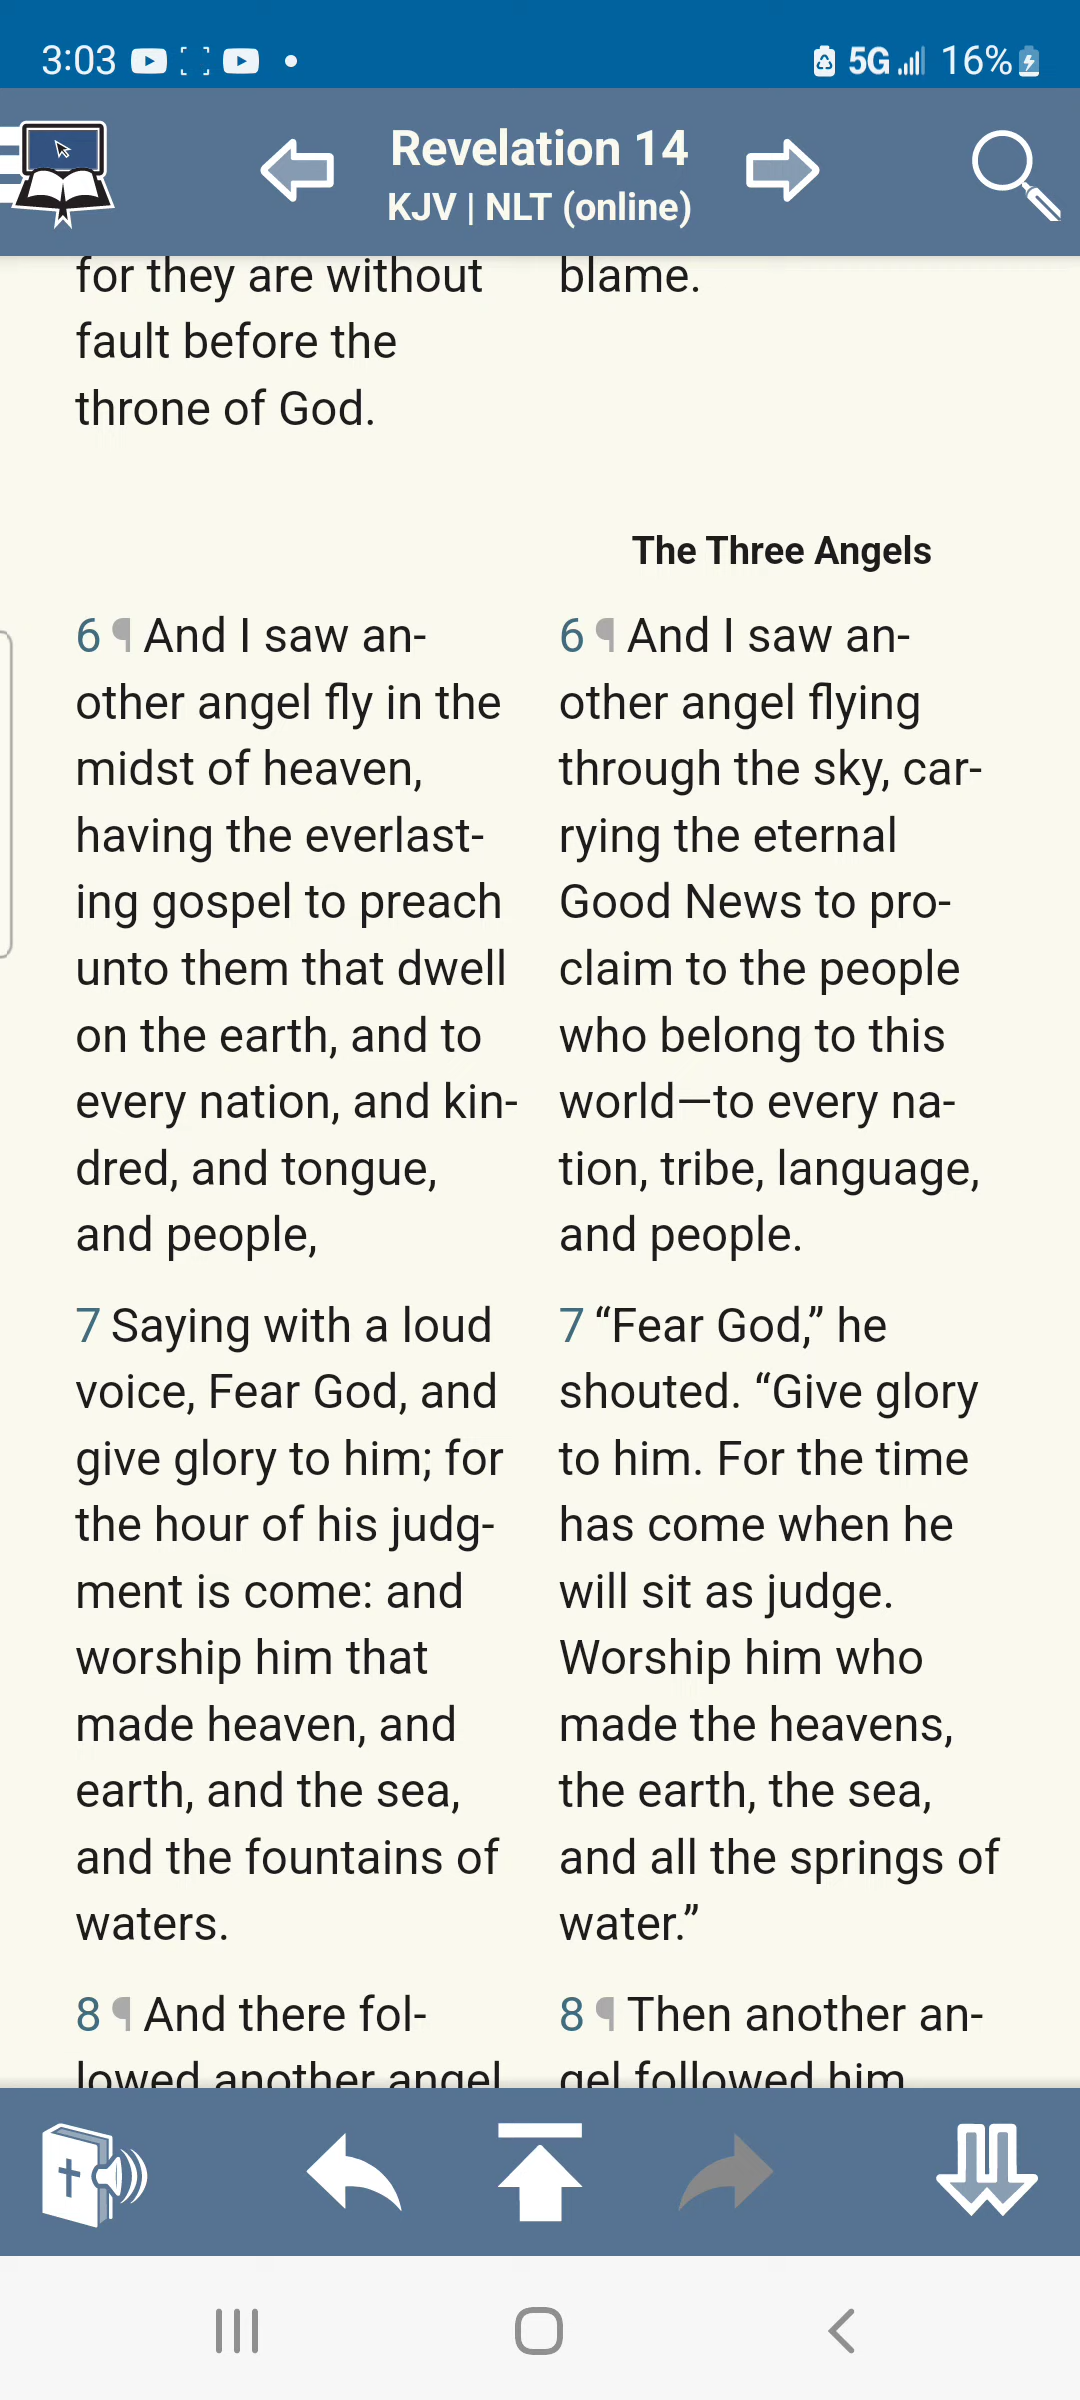 3:03
5G 16%
Revelation 14
KJV | NLT (online)
for they are without
fault before the
throne of God.
6 ¶ And I saw an-
other angel fly in the
midst of heaven,
having the everlast-
ing gospel to preach
unto them that dwell
on the earth, and to
every nation, and kin-
dred, and tongue,
and people,
7 Saying with a loud
voice, Fear God, and
give glory to him; for
the hour of his judg-
ment is come: and
worship him that
made heaven, and
earth, and the sea,
and the fountains of
waters.
8 ¶ And there fol-
lowed another angel
blame.
The Three Angels
6 ¶ And I saw an-
other angel flying
through the sky, car-
rying the eternal
Good News to pro-
claim to the people
who belong to this
world—to every na-
tion, tribe, language,
and people.
7 “Fear God,” he
shouted. “Give glory
to him. For the time
has come when he
will sit as judge.
Worship him who
made the heavens,
the earth, the sea,
and all the springs of
water.”
8 ¶ Then another an-
gel followed him